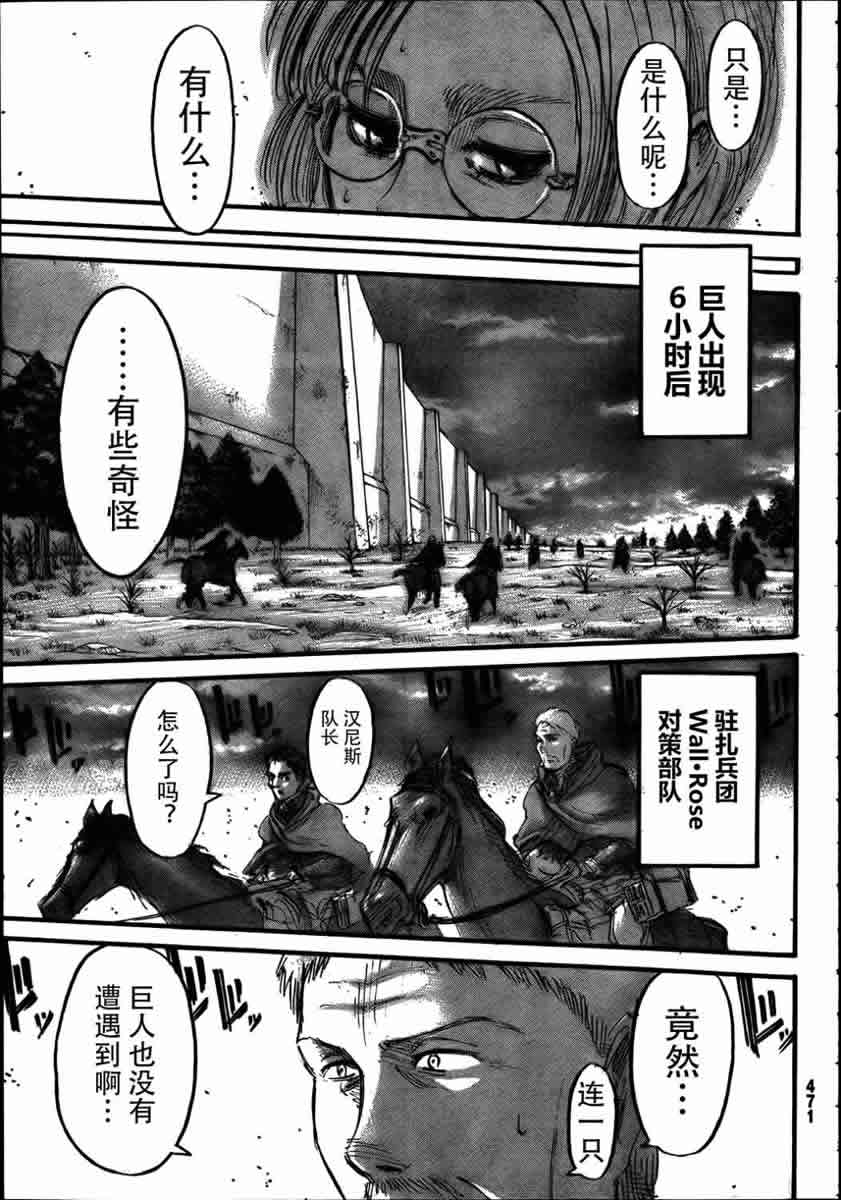 只是…
是什么呢…
有什么…
巨人出现
6小时后
……有些奇怪
驻扎兵团
Wall-Rose
对策部队
汉尼斯
队长
怎么了吗？
竟然…
连一只
巨人也没有
遭遇到啊…
471